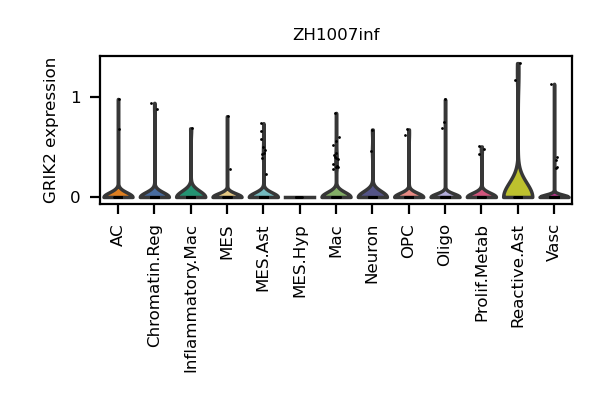 ZH1007inf
GRIK2 expression
1
0
AC
Chromatin.Reg
Inflammatory.Mac
MES
MES.Ast
MES.Hyp
Mac
Neuron
OPC
Oligo
Prolif.Metab
Reactive.Ast
Vasc